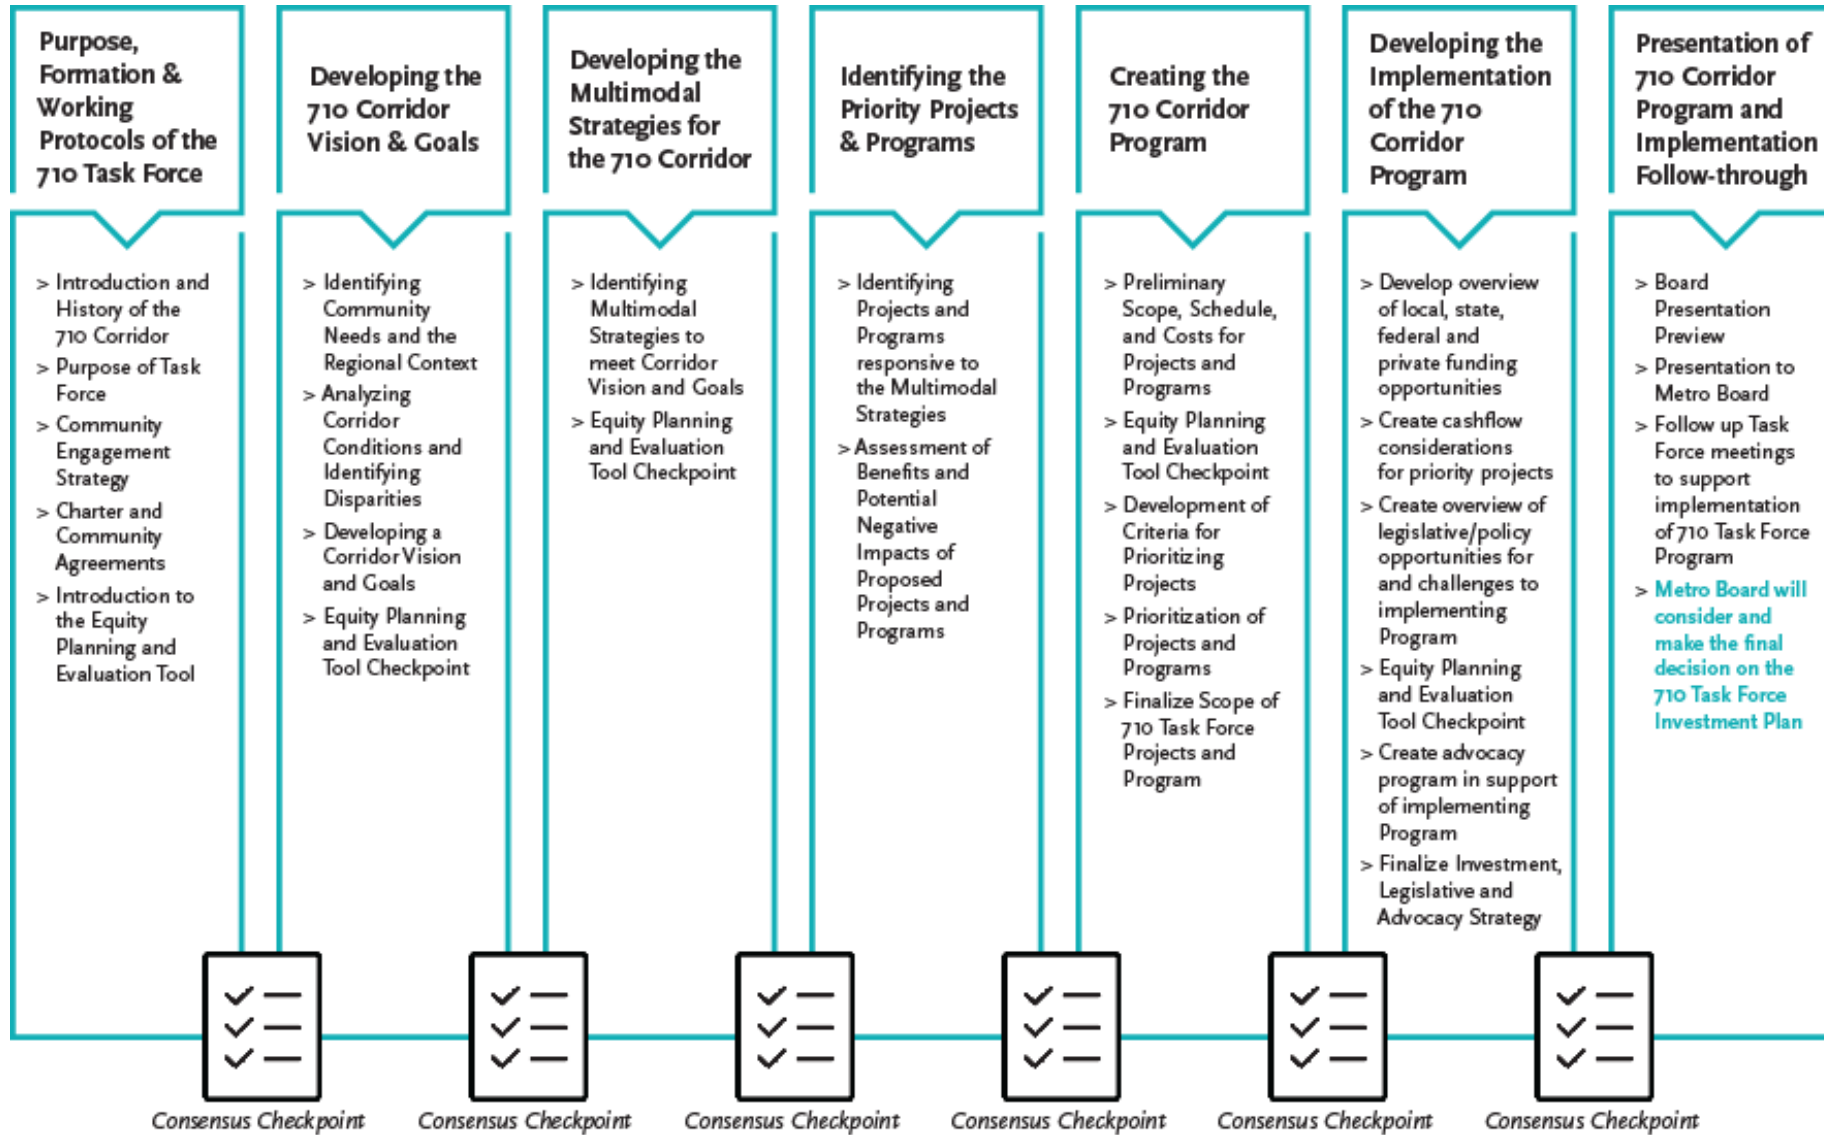 Purpose,
Formation &
Working
Protocols of the
710 Task Force
> Introduction and
History of the
710 Corridor
> Purpose of Task
Force
> Community
Engagement
Strategy
> Charter and
Community
Agreements
> Introduction to
the Equity
Planning and
Evaluation Tool
Developing the
710 Corridor
Vision & Goals
> Identifying
Community
Needs and the
Regional Context
> Analyzing
Corridor
Conditions and
Identifying
Disparities
> Developing a
Corridor Vision
and Goals
> Equity Planning
and Evaluation
Tool Checkpoint
Developing the
Multimodal
Strategies for
the 710 Corridor
> Identifying
Multimodal
Strategies to
meet Corridor
Vision and Goals
> Equity Planning
and Evaluation
Tool Checkpoint
Identifying the
Priority Projects
& Programs
> Identifying
Projects and
Programs
responsive to
the Multimodal
Strategies
> Assessment of
Benefits and
Potential
Negative
Impacts of
Proposed
Projects and
Programs
Creating the
710 Corridor
Program
> Preliminary
Scope, Schedule,
and Costs for
Projects and
Programs
> Equity Planning
and Evaluation
Tool Checkpoint
> Development of
Criteria for
Prioritizing
Projects
> Prioritization of
Projects and
Programs
> Finalize Scope of
710 Task Force
Projects and
Program
Developing the
Implementation
of the 710
Corridor
Program
> Develop overview
of local, state,
federal and
private funding
opportunities
> Create cashflow
considerations
for priority projects
> Create overview of
legislative/policy
opportunities for
and challenges to
implementing
Program
> Equity Planning
and Evaluation
Tool Checkpoint
> Create advocacy
program in support
of implementing
Program
> Finalize Investment,
Legislative and
Advocacy Strategy
Presentation of
710 Corridor
Program and
Implementation
Follow-through
> Board
Presentation
Preview
> Presentation to
Metro Board
> Follow up Task
Force meetings
to support
implementation
of 710 Task Force
Program
> Metro Board will
consider and
make the final
decision on the
710 Task Force
Investment Plan
Consensus Checkpoint
Consensus Checkpoint
Consensus Checkpoint
Consensus Checkpoint
Consensus Checkpoint
Consensus Checkpoint